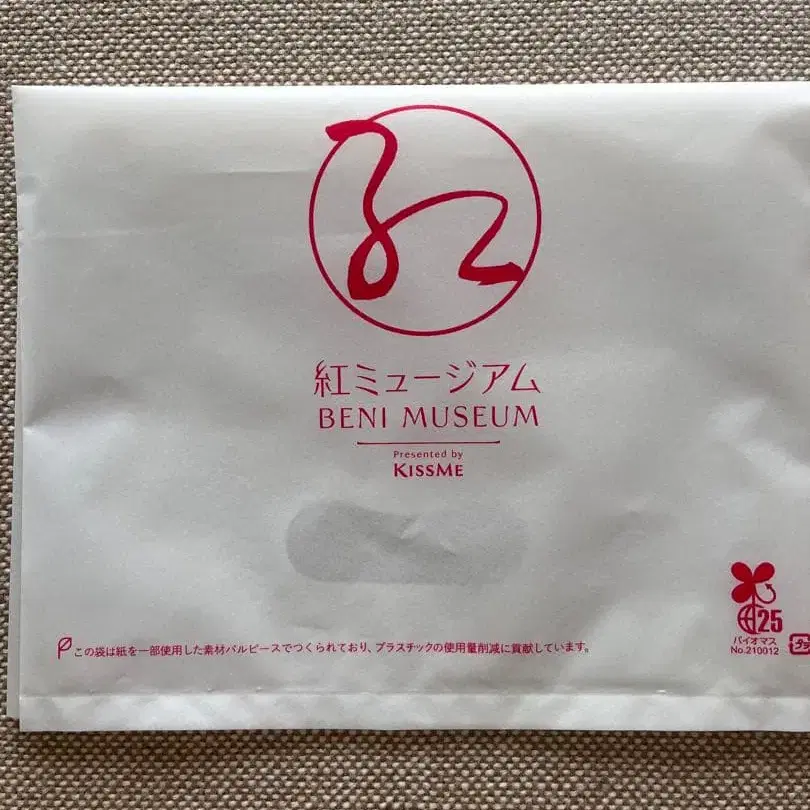 紅
紅ミュージアム
BENI MUSEUM
Presented by
KISSME
この袋は紙を一部使用した素材パルピースでつくられており、プラスチックの使用量削減に貢献しています。
25
バイオマス
No.210012
プラ